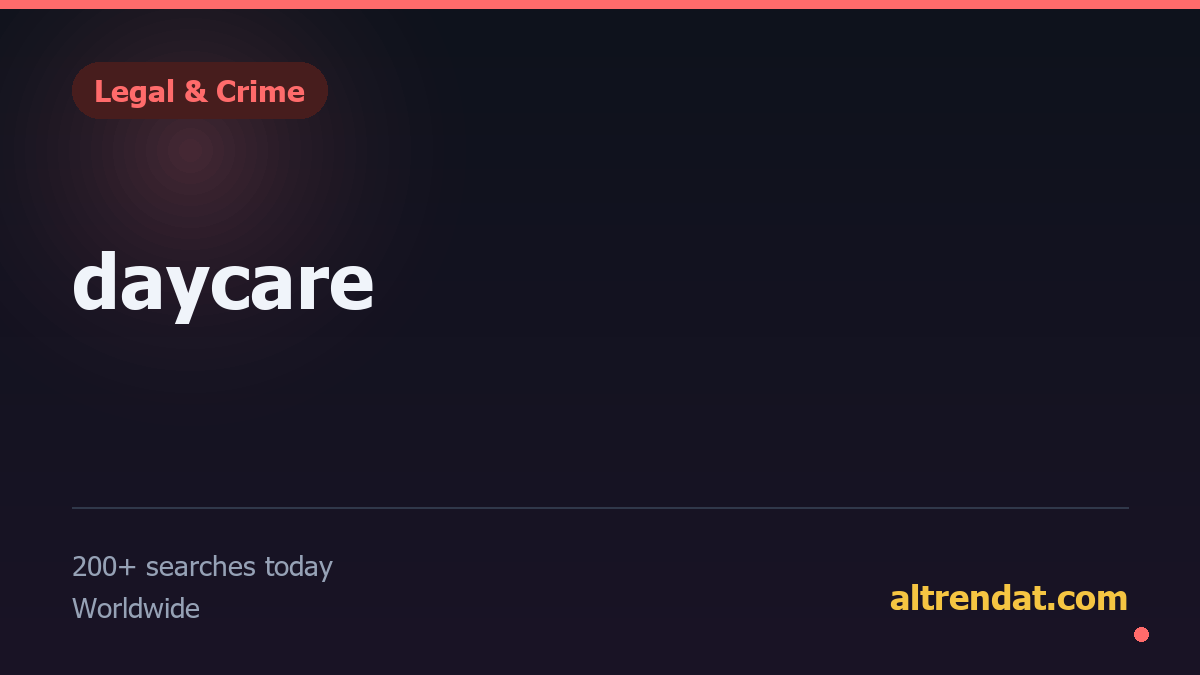 Legal & Crime
daycare
200+ searches today
Worldwide
altrendat.com